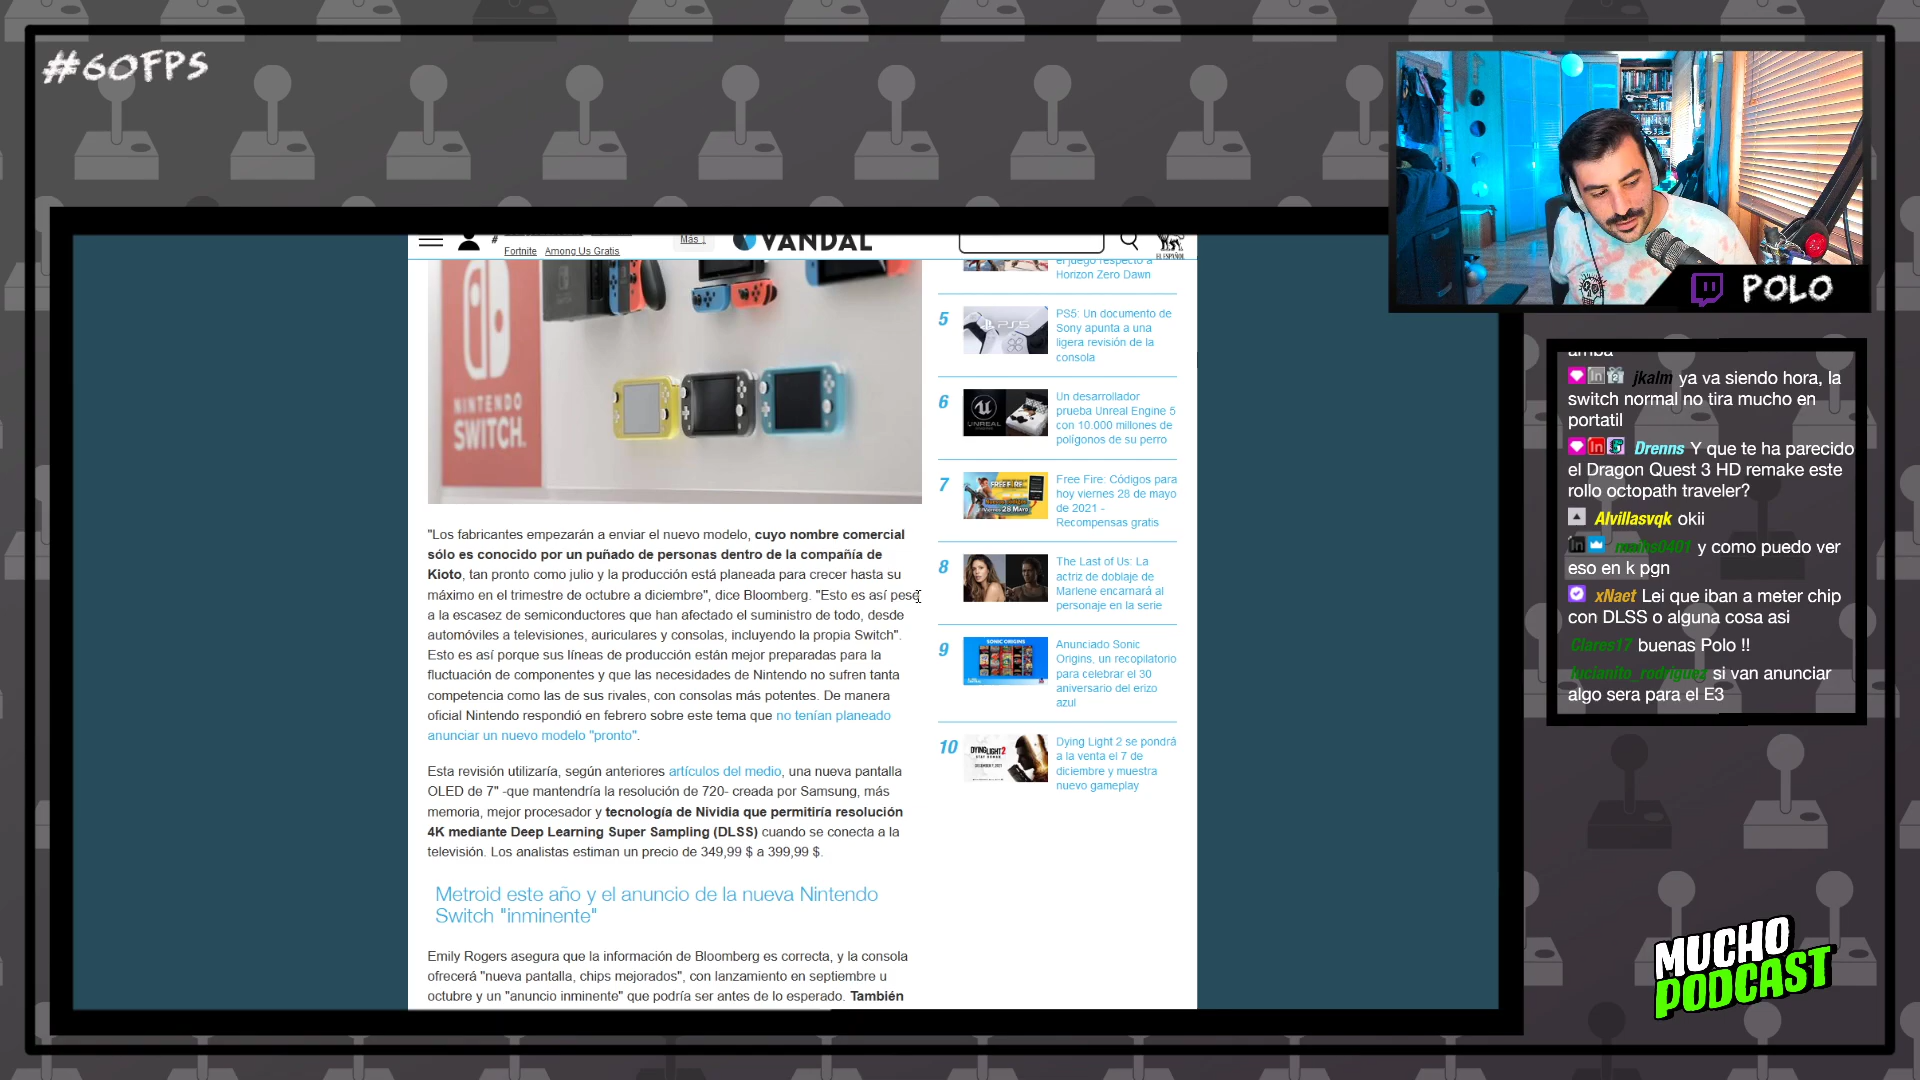 #60FPS
#
Más ↓
VANDAL
EL ESPAÑOL
Fortnite Among Us Gratis
NINTENDO
SWITCH.
"Los fabricantes empezarán a enviar el nuevo modelo, cuyo nombre comercial
sólo es conocido por un puñado de personas dentro de la compañía de
Kioto, tan pronto como julio y la producción está planeada para crecer hasta su
máximo en el trimestre de octubre a diciembre", dice Bloomberg. "Esto es así pese
a la escasez de semiconductores que han afectado el suministro de todo, desde
automóviles a televisiones, auriculares y consolas, incluyendo la propia Switch".
Esto es así porque sus líneas de producción están mejor preparadas para la
fluctuación de componentes y que las necesidades de Nintendo no sufren tanta
competencia como las de sus rivales, con consolas más potentes. De manera
oficial Nintendo respondió en febrero sobre este tema que no tenían planeado
anunciar un nuevo modelo "pronto".
Esta revisión utilizaría, según anteriores artículos del medio, una nueva pantalla
OLED de 7" -que mantendría la resolución de 720- creada por Samsung, más
memoria, mejor procesador y tecnología de Nividia que permitiría resolución
4K mediante Deep Learning Super Sampling (DLSS) cuando se conecta a la
televisión. Los analistas estiman un precio de 349,99 $ a 399,99 $.
Metroid este año y el anuncio de la nueva Nintendo
Switch "inminente"
Emily Rogers asegura que la información de Bloomberg es correcta, y la consola
ofrecerá "nueva pantalla, chips mejorados", con lanzamiento en septiembre u
octubre y un "anuncio inminente" que podría ser antes de lo esperado. También
el juego respecto a
Horizon Zero Dawn
5
PS5
PS5: Un documento de
Sony apunta a una
ligera revisión de la
consola
6
UNREAL
Un desarrollador
prueba Unreal Engine 5
con 10.000 millones de
polígonos de su perro
7
FREE FIRE
28 MAYO
Free Fire: Códigos para
hoy viernes 28 de mayo
de 2021 -
Recompensas gratis
8
The Last of Us: La
actriz de doblaje de
Marlene encarnará al
personaje en la serie
9
SONIC ORIGINS
Anunciado Sonic
Origins, un recopilatorio
para celebrar el 30
aniversario del erizo
azul
10
DYING LIGHT 2
Dying Light 2 se pondrá
a la venta el 7 de
diciembre y muestra
nuevo gameplay
POLO
arriba
jkalm ya va siendo hora, la
switch normal no tira mucho en
portatil
Drenns Y que te ha parecido
el Dragon Quest 3 HD remake este
rollo octopath traveler?
Alvillasvqk okii
y como puedo ver
eso en k pgn
xNaet Lei que iban a meter chip
con DLSS o alguna cosa asi
Clares17 buenas Polo !!
lucianito_rodriguez si van anunciar
algo sera para el E3
MUCHO
PODCAST